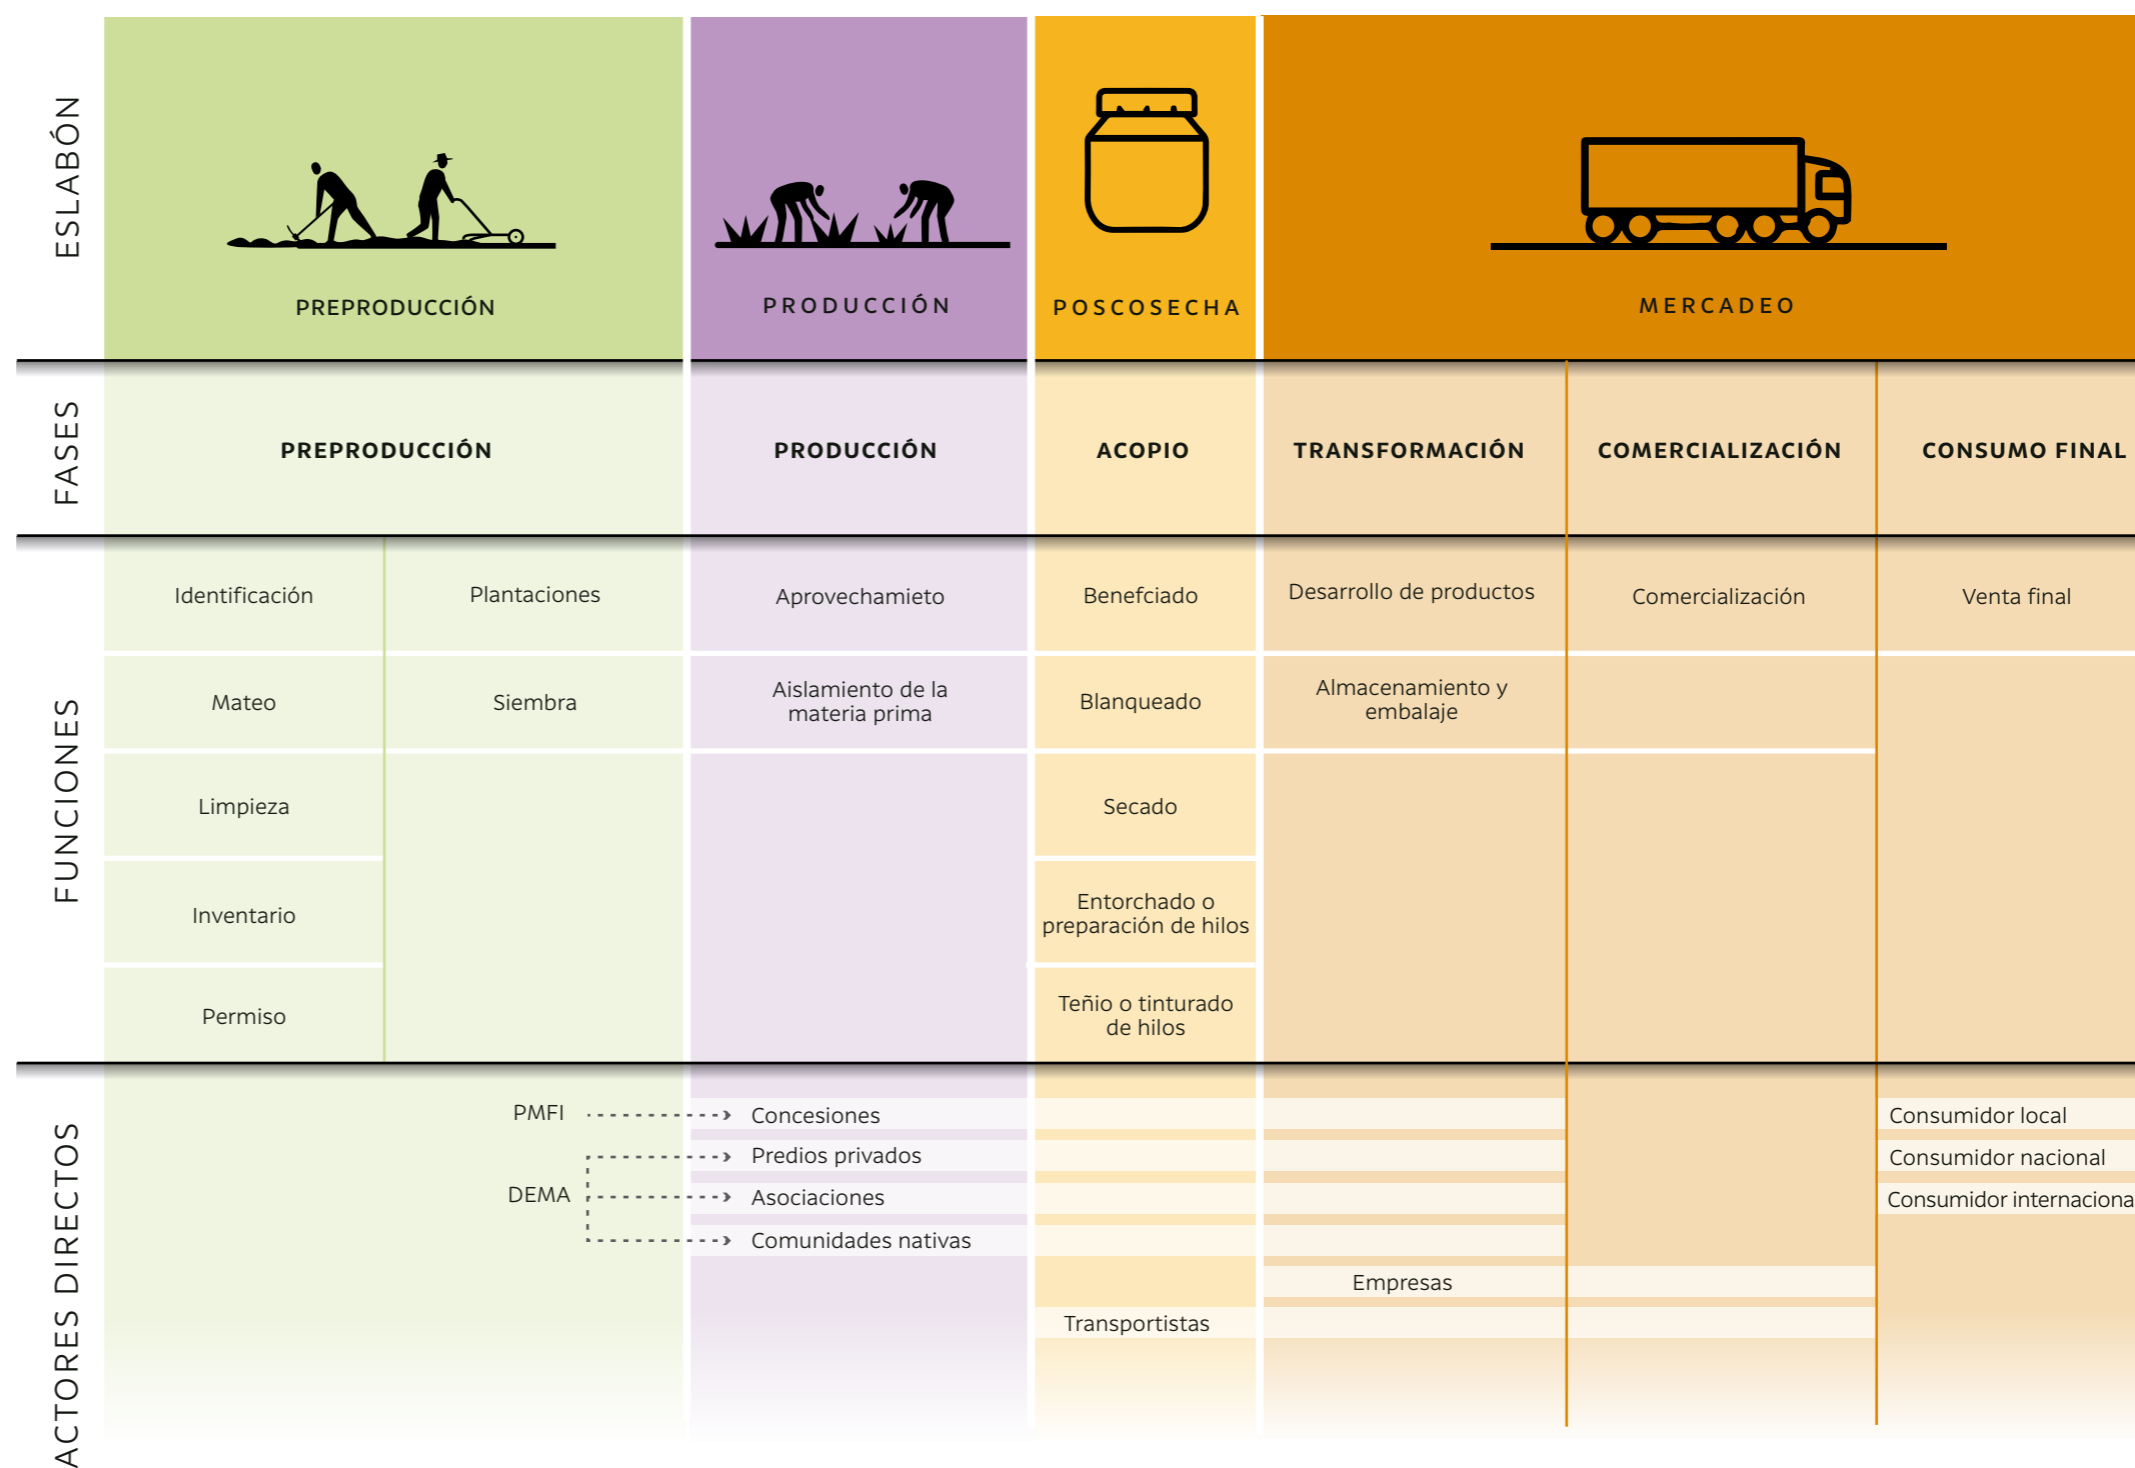 ESLABÓN
PREPRODUCCIÓN
PRODUCCIÓN
POSCOSECHA
MERCADEO
FASES
PREPRODUCCIÓN
PRODUCCIÓN
ACOPIO
TRANSFORMACIÓN
COMERCIALIZACIÓN
CONSUMO FINAL
FUNCIONES
Identificación
Plantaciones
Aprovechamieto
Benefciado
Desarrollo de productos
Comercialización
Venta final
Mateo
Siembra
Aislamiento de la
materia prima
Blanqueado
Almacenamiento y
embalaje
Limpieza
Secado
Inventario
Entorchado o
preparación de hilos
Permiso
Teñio o tinturado
de hilos
ACTORES DIRECTOS
PMFI
Concesiones
Consumidor local
Predios privados
Consumidor nacional
DEMA
Asociaciones
Consumidor internaciona
Comunidades nativas
Empresas
Transportistas